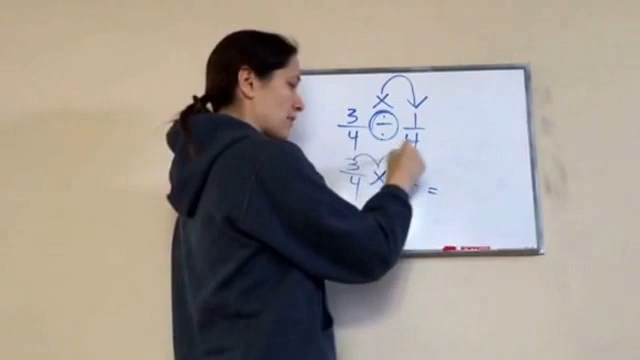 ×
3/4 ÷ 1/4
3/4 × =